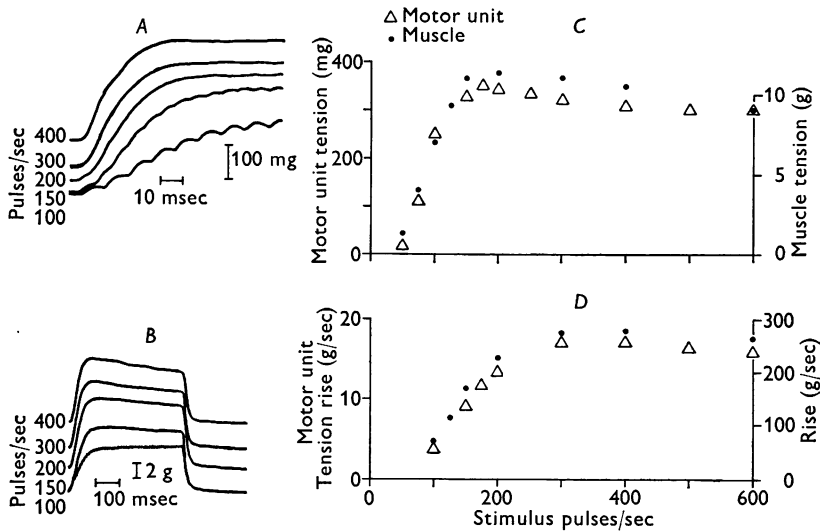 A
Pulses/sec
400
300
200
150
100
100 mg
10 msec
B
Pulses/sec
400
300
200
150
100
2 g
100 msec
△ Motor unit
• Muscle
C
Motor unit tension (mg)
400
200
0
Muscle tension (g)
10
5
0
D
Motor unit
Tension rise (g/sec)
20
10
0
Rise (g/sec)
300
200
100
0
0 200 400 600
Stimulus pulses/sec